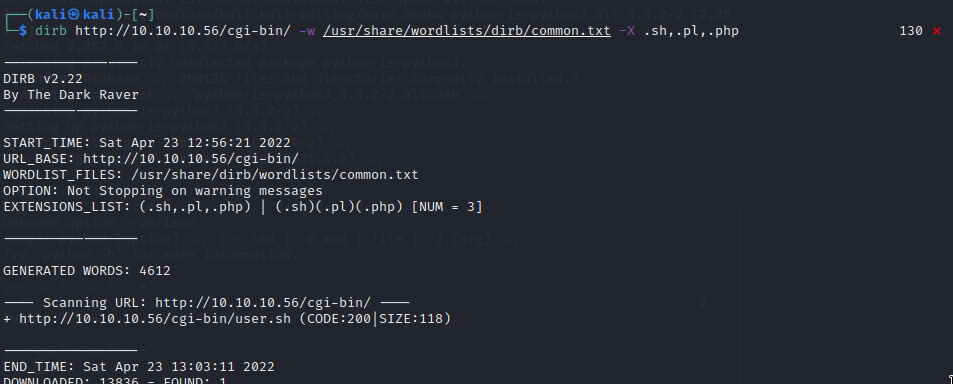 ┌──(kali㉿kali)-[~]
└─$ dirb http://10.10.10.56/cgi-bin/ -w /usr/share/wordlists/dirb/common.txt -X .sh,.pl,.php 130 ⨯
-----------------
DIRB v2.22
By The Dark Raver
-----------------
START_TIME: Sat Apr 23 12:56:21 2022
URL_BASE: http://10.10.10.56/cgi-bin/
WORDLIST_FILES: /usr/share/dirb/wordlists/common.txt
OPTION: Not Stopping on warning messages
EXTENSIONS_LIST: (.sh,.pl,.php) | (.sh)(.pl)(.php) [NUM = 3]
-----------------
GENERATED WORDS: 4612
---- Scanning URL: http://10.10.10.56/cgi-bin/ ----
+ http://10.10.10.56/cgi-bin/user.sh (CODE:200|SIZE:118)
-----------------
END_TIME: Sat Apr 23 13:03:11 2022
DOWNLOADED: 13836 - FOUND: 1